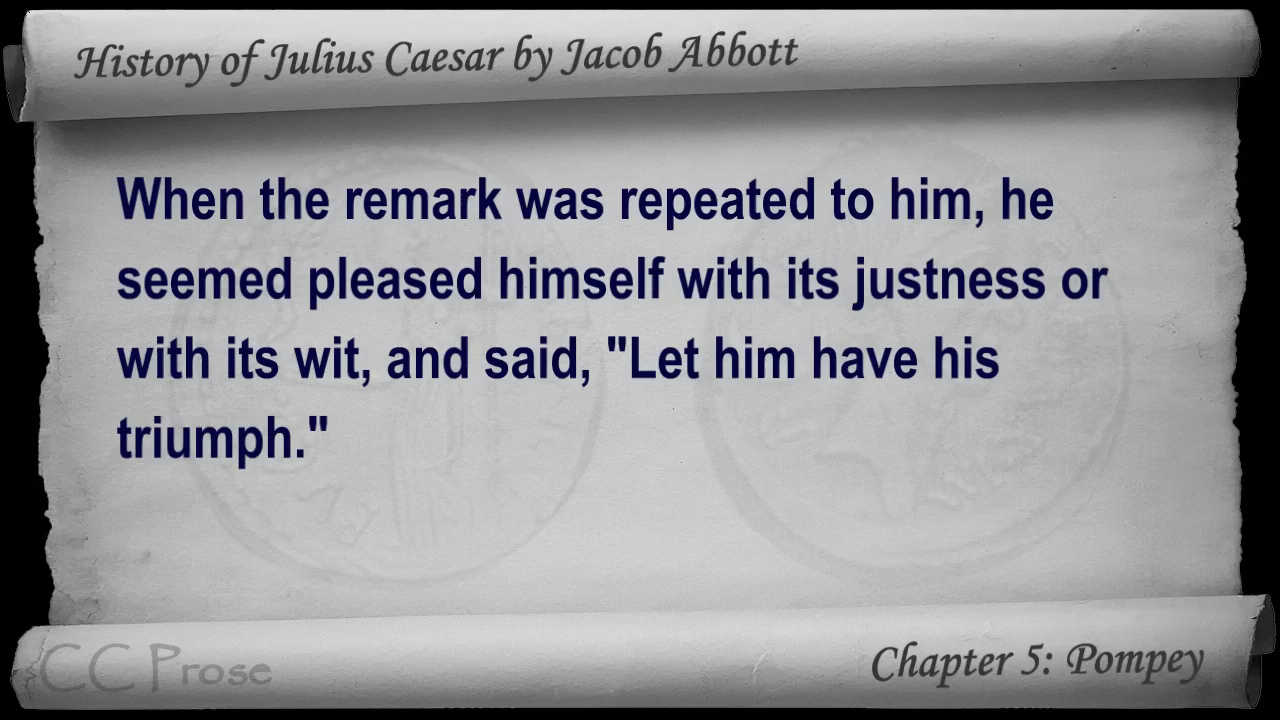 History of Julius Caesar by Jacob Abbott
When the remark was repeated to him, he
seemed pleased himself with its justness or
with its wit, and said, "Let him have his
triumph."
CC Prose
Chapter 5: Pompey